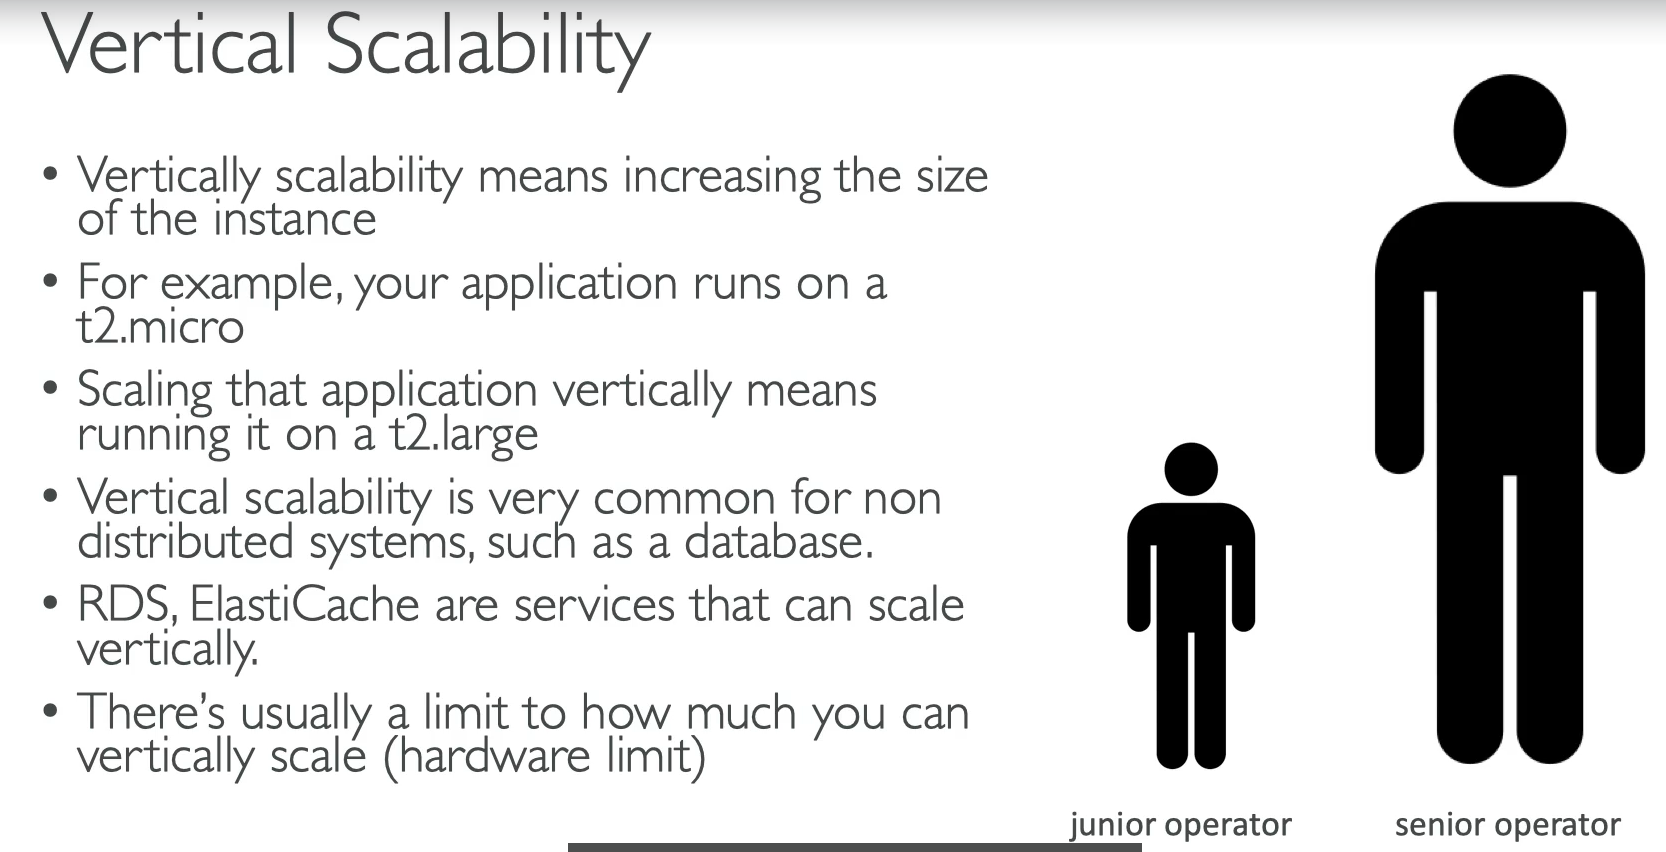 Vertical Scalability
• Vertically scalability means increasing the size
of the instance
• For example, your application runs on a
t2.micro
• Scaling that application vertically means
running it on a t2.large
• Vertical scalability is very common for non
distributed systems, such as a database.
• RDS, ElastiCache are services that can scale
vertically.
• There’s usually a limit to how much you can
vertically scale (hardware limit)
junior operator
senior operator